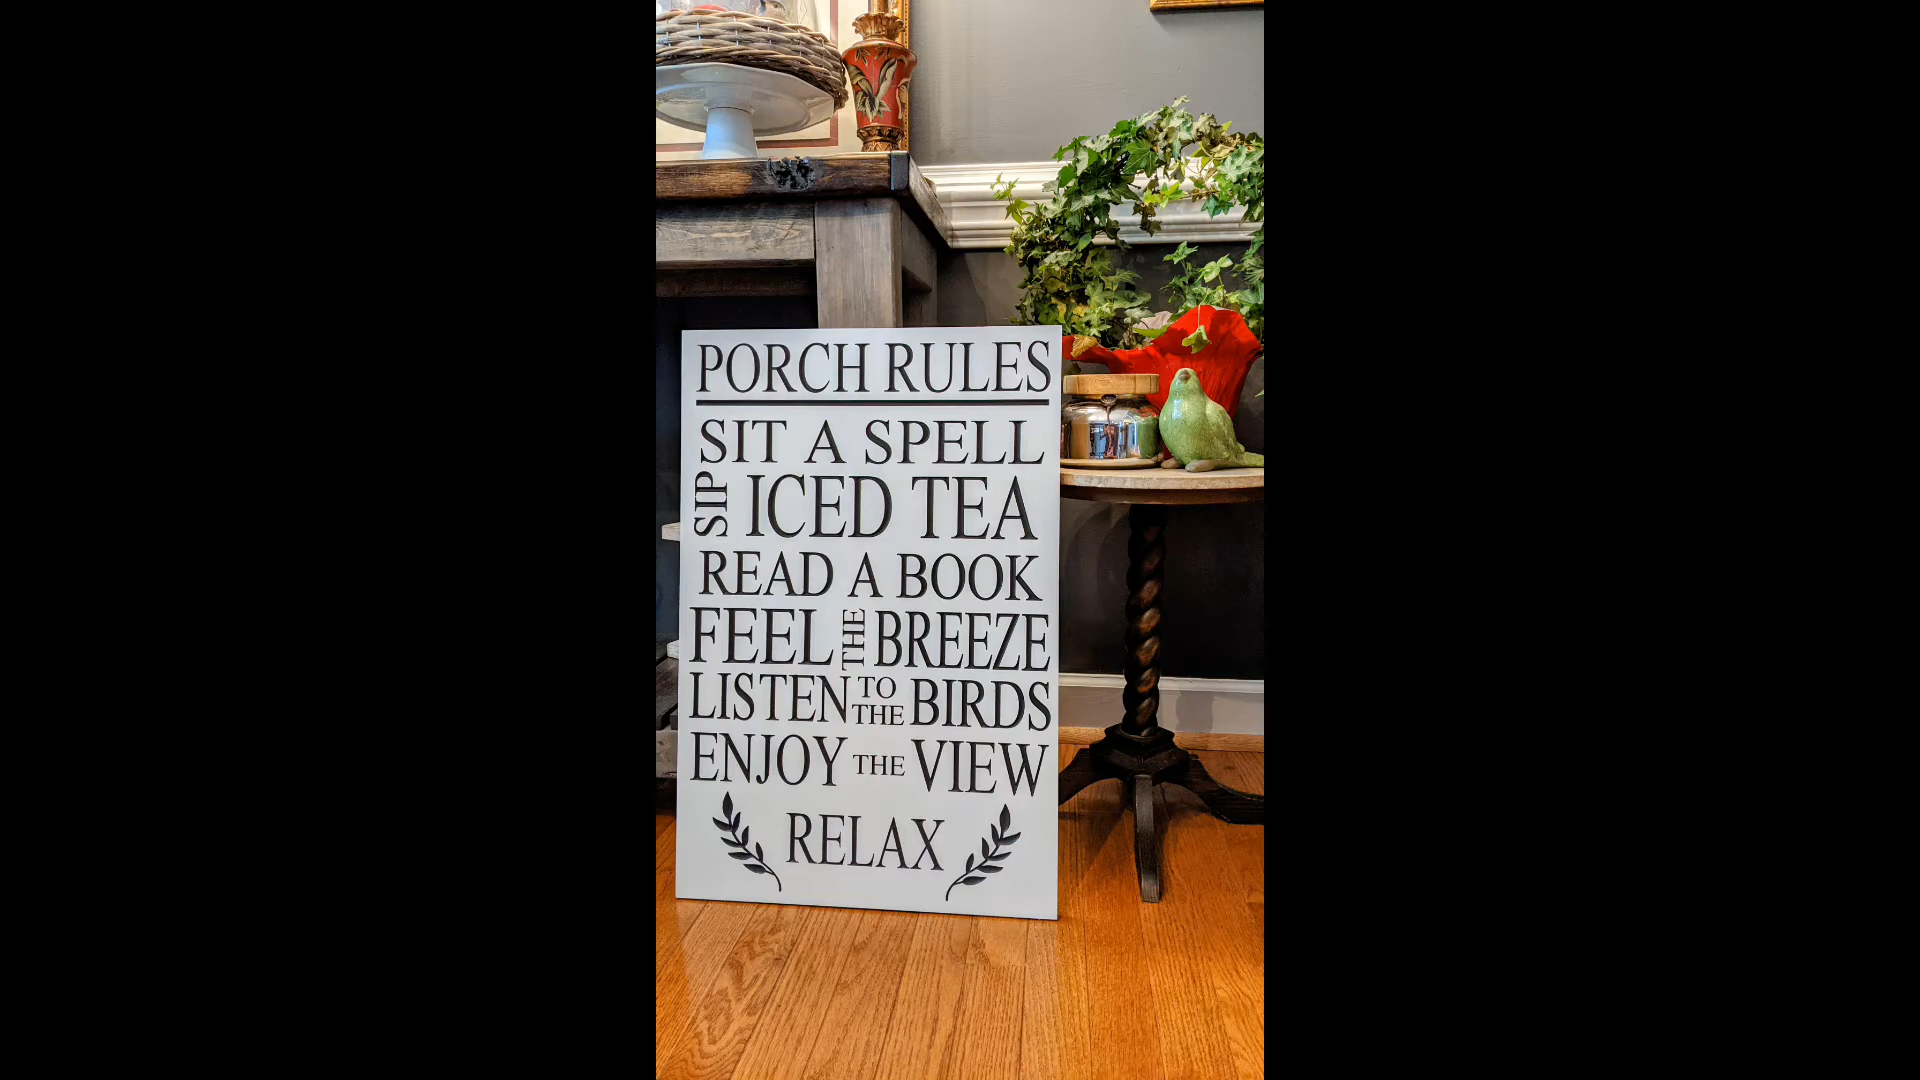 PORCH RULES
SIT A SPELL
SIP ICED TEA
READ A BOOK
FEEL THE BREEZE
LISTEN TO THE BIRDS
ENJOY THE VIEW
RELAX